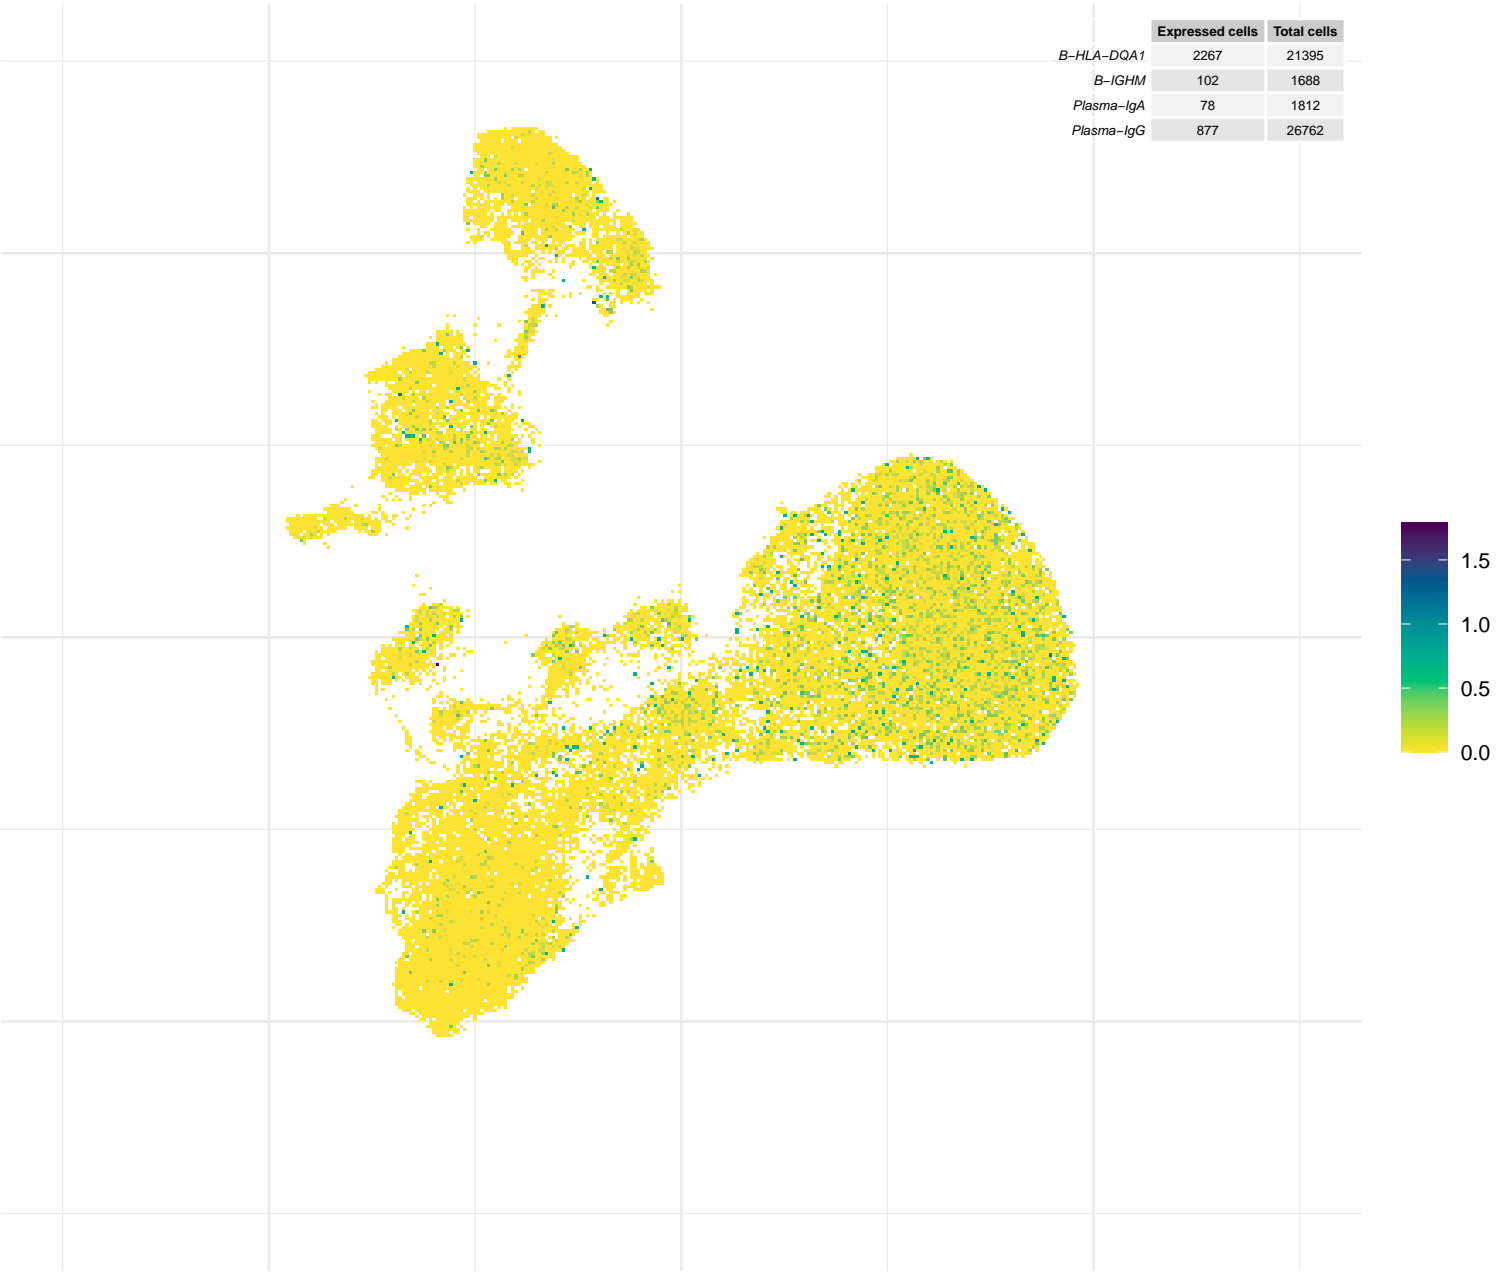 Expressed cells Total cells
B−HLA−DQA1 2267 21395
B−IGHM 102 1688
Plasma−IgA 78 1812
Plasma−IgG 877 26762
1.5
1.0
0.5
0.0